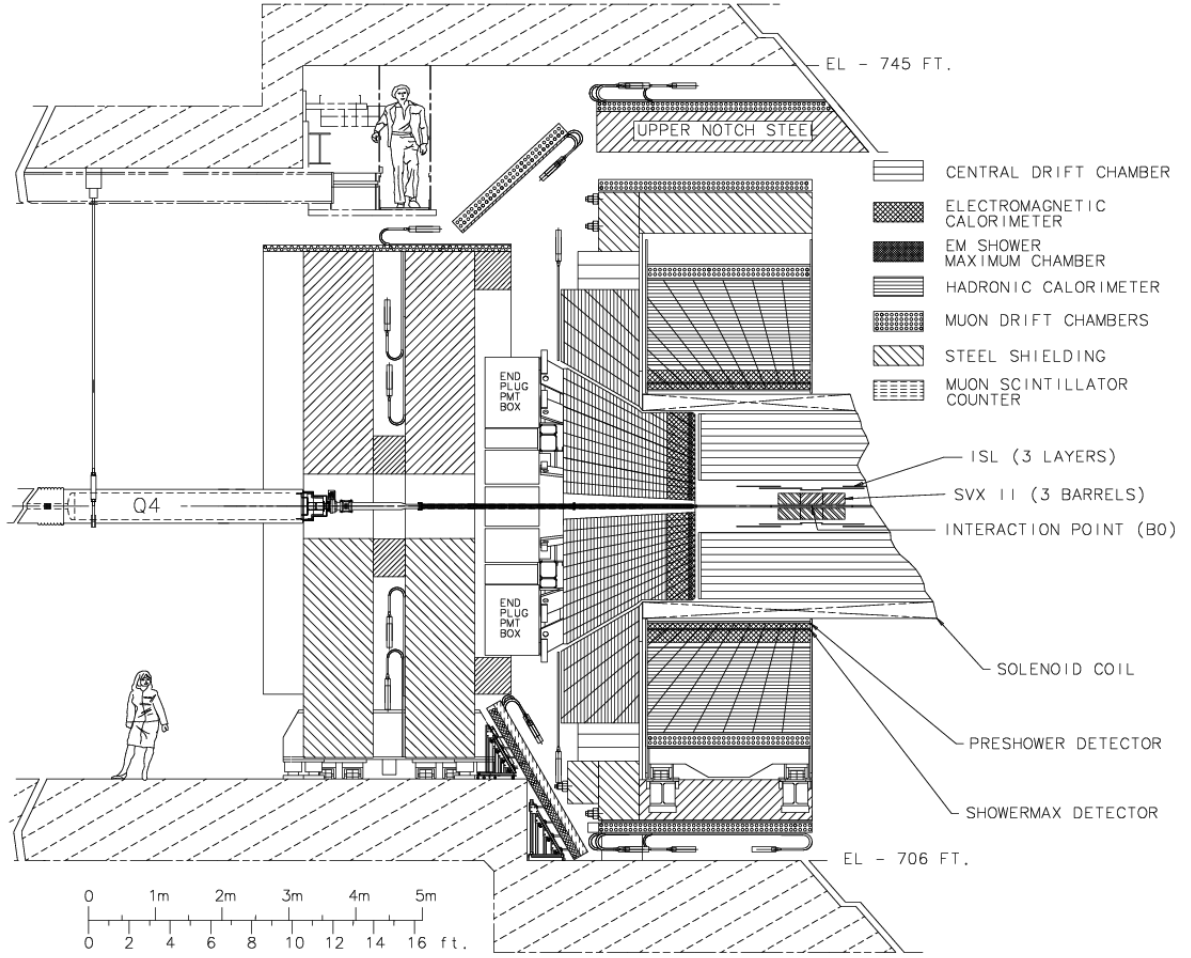 EL - 745 FT.
UPPER NOTCH STEEL
CENTRAL DRIFT CHAMBER
ELECTROMAGNETIC
CALORIMETER
EM SHOWER
MAXIMUM CHAMBER
HADRONIC CALORIMETER
MUON DRIFT CHAMBERS
STEEL SHIELDING
MUON SCINTILLATOR
COUNTER
END
PLUG
PMT
BOX
ISL (3 LAYERS)
Q4
SVX II (3 BARRELS)
INTERACTION POINT (B0)
END
PLUG
PMT
BOX
SOLENOID COIL
PRESHOWER DETECTOR
SHOWERMAX DETECTOR
EL - 706 FT.
0 1m 2m 3m 4m 5m
0 2 4 6 8 10 12 14 16 ft.